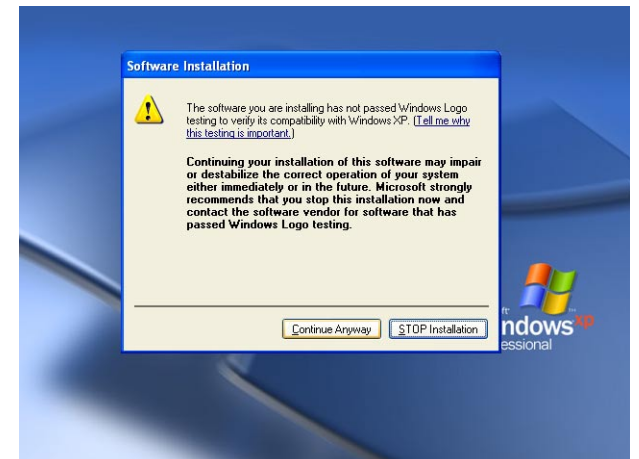 Software Installation
The software you are installing has not passed Windows Logo
testing to verify its compatibility with Windows XP. (Tell me why
this testing is important.)
Continuing your installation of this software may impair
or destabilize the correct operation of your system
either immediately or in the future. Microsoft strongly
recommends that you stop this installation now and
contact the software vendor for software that has
passed Windows Logo testing.
Continue Anyway STOP Installation
ft
ndows xp
essional